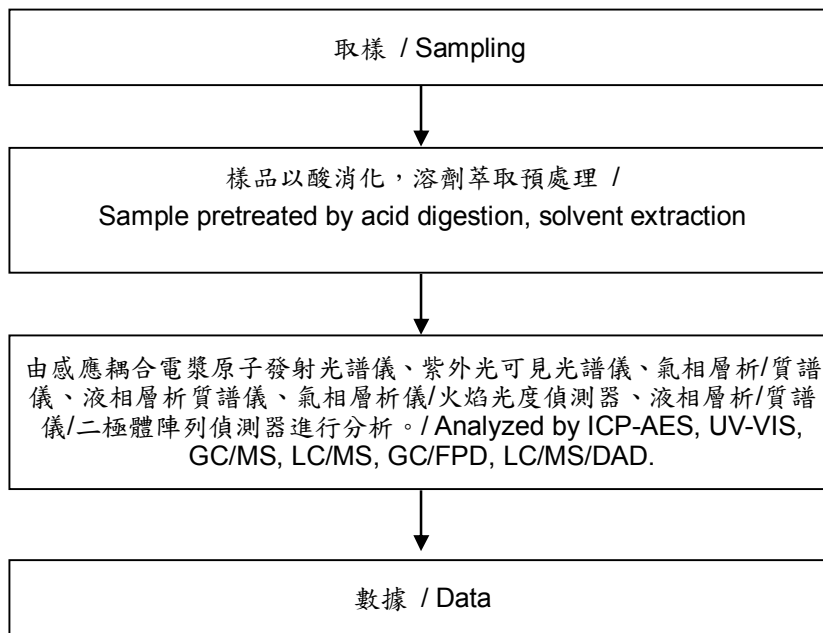 取樣 / Sampling
樣品以酸消化，溶劑萃取預處理 /
Sample pretreated by acid digestion, solvent extraction
由感應耦合電漿原子發射光譜儀、紫外光可見光譜儀、氣相層析/質譜
儀、液相層析質譜儀、氣相層析儀/火焰光度偵測器、液相層析/質譜
儀/二極體陣列偵測器進行分析。/ Analyzed by ICP-AES, UV-VIS,
GC/MS, LC/MS, GC/FPD, LC/MS/DAD.
數據 / Data